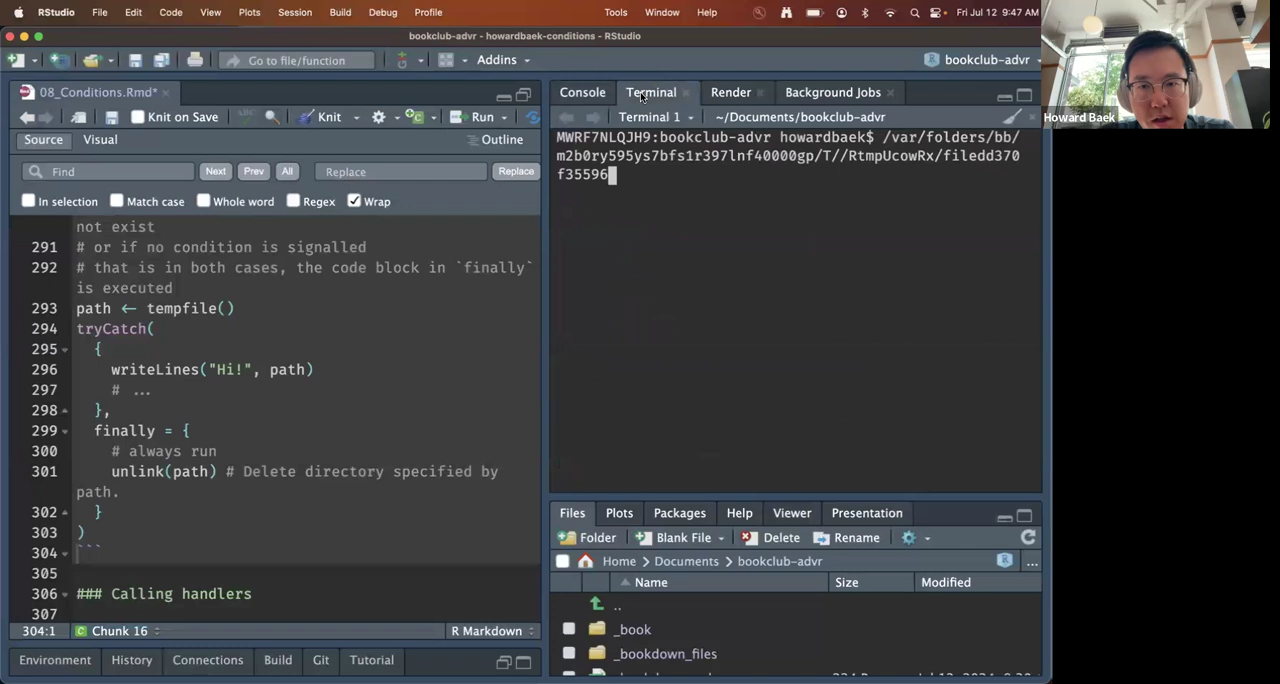 RStudio File Edit Code View Plots Session Build Debug Profile Tools Window Help Fri Jul 12 9:47 AM
bookclub-advr - howardbaek-conditions - RStudio
Go to file/function Addins bookclub-advr
08_Conditions.Rmd*
Knit on Save Knit Run
Source Visual Outline
Find Next Prev All Replace Replace
In selection Match case Whole word Regex Wrap
not exist
291 # or if no condition is signalled
292 # that is in both cases, the code block in `finally`
is executed
293 path <- tempfile()
294 tryCatch(
295 {
296 writeLines("Hi!", path)
297 # ...
298 },
299 finally = {
300 # always run
301 unlink(path) # Delete directory specified by
path.
302 }
303 )
304 ```
305
306 ### Calling handlers
307
304:1 Chunk 16 R Markdown
Environment History Connections Build Git Tutorial
Console Terminal Render Background Jobs
Terminal 1 ~/Documents/bookclub-advr
MWRF7NLQJH9:bookclub-advr howardbaek$ /var/folders/bb/
m2b0ry595ys7bfs1r397lnf40000gp/T//RtmpUcowRx/filedd370
f35596
Files Plots Packages Help Viewer Presentation
Folder Blank File Delete Rename
Home > Documents > bookclub-advr ...
Name Size Modified
..
_book
_bookdown_files
Howard Baek